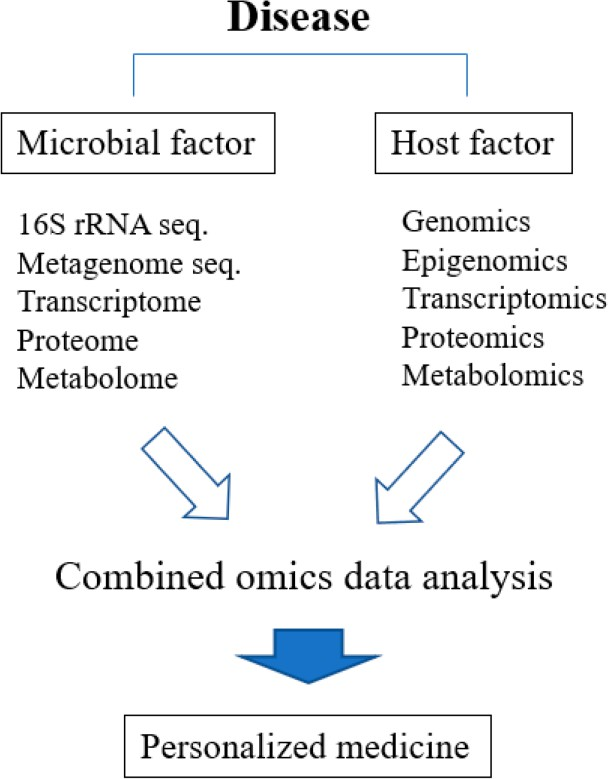 Disease
Microbial factor
16S rRNA seq.
Metagenome seq.
Transcriptome
Proteome
Metabolome
Host factor
Genomics
Epigenomics
Transcriptomics
Proteomics
Metabolomics
Combined omics data analysis
Personalized medicine